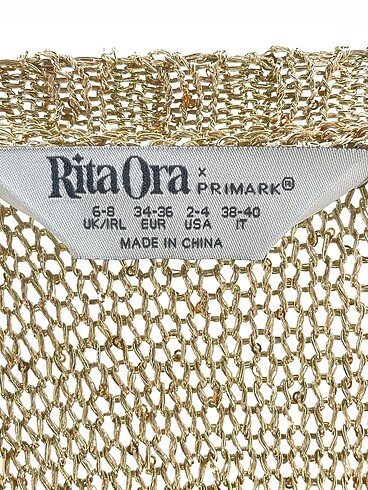 Rita Ora × PRIMARK®
6-8 34-36 2-4 38-40
UK/IRL EUR USA IT
MADE IN CHINA